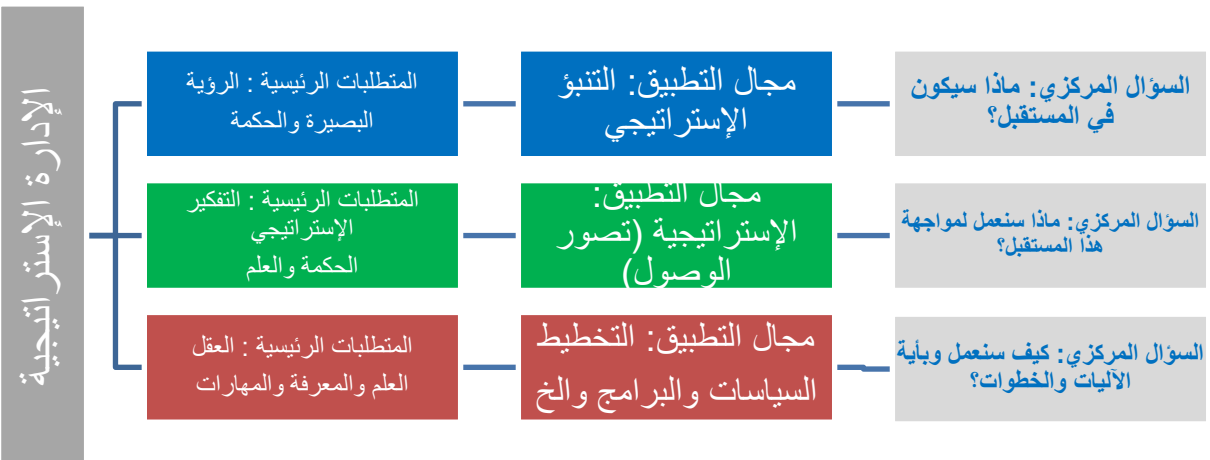 الإدارة الإستراتيجية
المتطلبات الرئيسية : الرؤية
البصيرة والحكمة
مجال التطبيق: التنبؤ
الإستراتيجي
السؤال المركزي: ماذا سيكون
في المستقبل؟
المتطلبات الرئيسية : التفكير
الإستراتيجي
الحكمة والعلم
مجال التطبيق:
الإستراتيجية (تصور
الوصول)
السؤال المركزي: ماذا سنعمل لمواجهة
هذا المستقبل؟
المتطلبات الرئيسية : العقل
العلم والمعرفة والمهارات
مجال التطبيق: التخطيط
السياسات والبرامج والخ
السؤال المركزي: كيف سنعمل وبأية
الآليات والخطوات؟